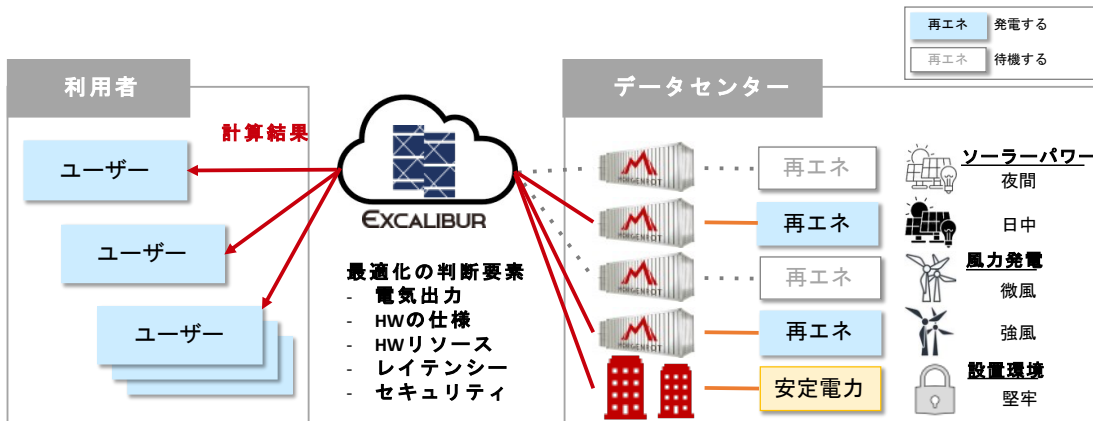 再エネ 発電する
再エネ 待機する
利用者
データセンター
計算結果
ユーザー
ユーザー
ユーザー
EXCALIBUR
最適化の判断要素
- 電気出力
- HWの仕様
- HWリソース
- レイテンシー
- セキュリティ
MORGENROT
再エネ
ソーラーパワー
夜間
MORGENROT
再エネ
日中
MORGENROT
再エネ
風力発電
微風
MORGENROT
再エネ
強風
安定電力
設置環境
堅牢